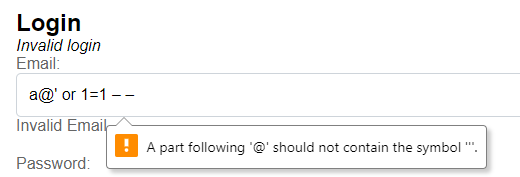 Login
Invalid login
Email:
a@' or 1=1 – –
Invalid Email
A part following '@' should not contain the symbol '''.
Password: